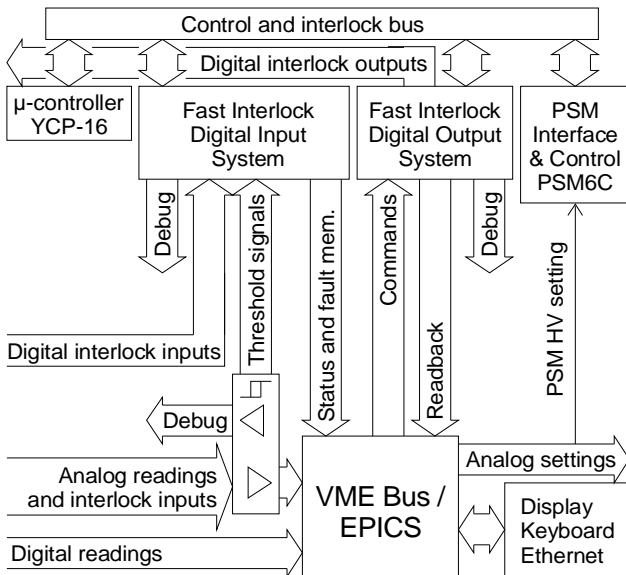 Control and interlock bus
Digital interlock outputs
µ-controller
YCP-16
Fast Interlock
Digital Input
System
Fast Interlock
Digital Output
System
PSM
Interface
& Control
PSM6C
Debug
Threshold signals
Status and fault mem.
Commands
Readback
Debug
PSM HV setting
Digital interlock inputs
Debug
Analog readings
and interlock inputs
VME Bus /
EPICS
Analog settings
Display
Keyboard
Ethernet
Digital readings